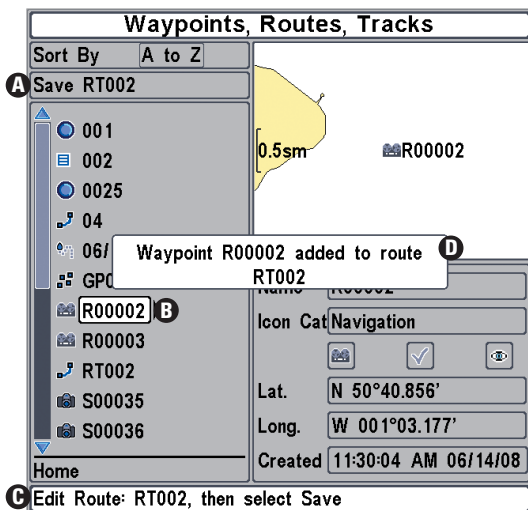 Waypoints, Routes, Tracks
Sort By A to Z
A Save RT002
001
002
0025
04
06/
R00002 B
R00003
RT002
S00035
S00036
Home
0.5sm
R00002
Waypoint R00002 added to route
RT002
D
Name R00002
Icon Cat Navigation
Lat. N 50°40.856'
Long. W 001°03.177'
Created 11:30:04 AM 06/14/08
C Edit Route: RT002, then select Save